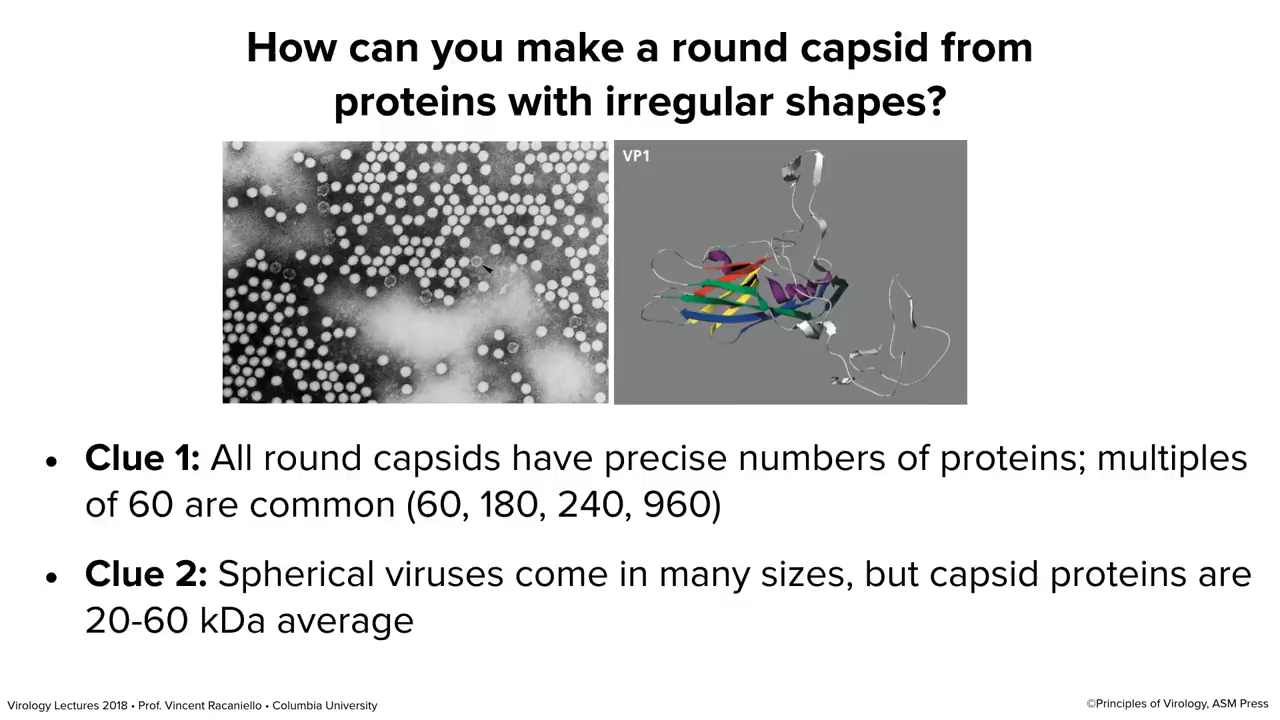 How can you make a round capsid from
proteins with irregular shapes?
VP1
• Clue 1: All round capsids have precise numbers of proteins; multiples
of 60 are common (60, 180, 240, 960)
• Clue 2: Spherical viruses come in many sizes, but capsid proteins are
20-60 kDa average
Virology Lectures 2018 • Prof. Vincent Racaniello • Columbia University
©Principles of Virology, ASM Press